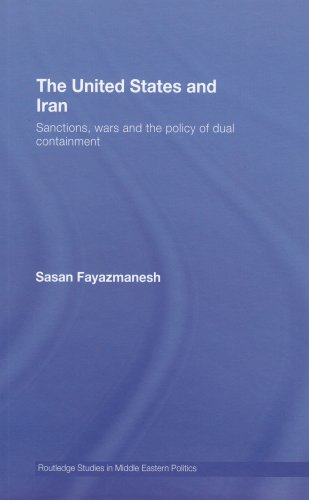 The United States and
Iran
Sanctions, wars and the policy of dual
containment
Sasan Fayazmanesh
Routledge Studies in Middle Eastern Politics